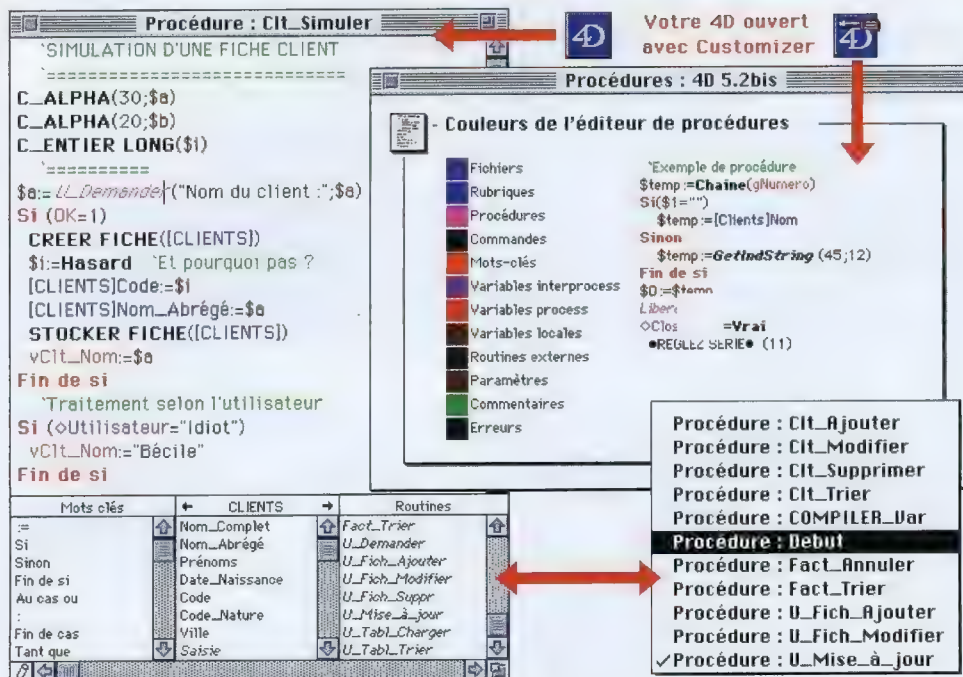 Procédure : Clt_Simuler
`SIMULATION D'UNE FICHE CLIENT
`=============================
C_ALPHA(30;$a)
C_ALPHA(20;$b)
C_ENTIER LONG($i)
`==========
$a:= U_Demander("Nom du client :";$a)
Si (OK=1)
CREER FICHE([CLIENTS])
$i:=Hasard `Et pourquoi pas ?
[CLIENTS]Code:=$i
[CLIENTS]Nom_Abrégé:=$a
STOCKER FICHE([CLIENTS])
vClt_Nom:=$a
Fin de si
`Traitement selon l'utilisateur
Si (◇Utilisateur="Idiot")
vClt_Nom:="Bécile"
Fin de si
Mots clés
:=
Si
Sinon
Fin de si
Au cas ou
:
Fin de cas
Tant que
← CLIENTS →
Nom_Complet
Nom_Abrégé
Prénoms
Date_Naissance
Code
Code_Nature
Ville
Saisie
Routines
Fact_Trier
U_Demander
U_Fich_Ajouter
U_Fich_Modifier
U_Fich_Suppr
U_Mise_à_jour
U_Tabl_Charger
U_Tabl_Trier
4D
Votre 4D ouvert
avec Customizer
4D
Procédures : 4D 5.2bis
- Couleurs de l'éditeur de procédures
Fichiers
Rubriques
Procédures
Commandes
Mots-clés
Variables interprocess
Variables process
Variables locales
Routines externes
Paramètres
Commentaires
Erreurs
`Exemple de procédure
$temp:=Chaine(gNumero)
Si($1="")
$temp:=[Clients]Nom
Sinon
$temp:=GetIndString (45;12)
Fin de si
$0:=$temp
Liber
◇Clos =Vrai
●REGLEZ SERIE● (11)
Procédure : Clt_Ajouter
Procédure : Clt_Modifier
Procédure : Clt_Supprimer
Procédure : Clt_Trier
Procédure : COMPILER_Var
Procédure : Debut
Procédure : Fact_Annuler
Procédure : Fact_Trier
Procédure : U_Fich_Ajouter
Procédure : U_Fich_Modifier
✓Procédure : U_Mise_à_jour